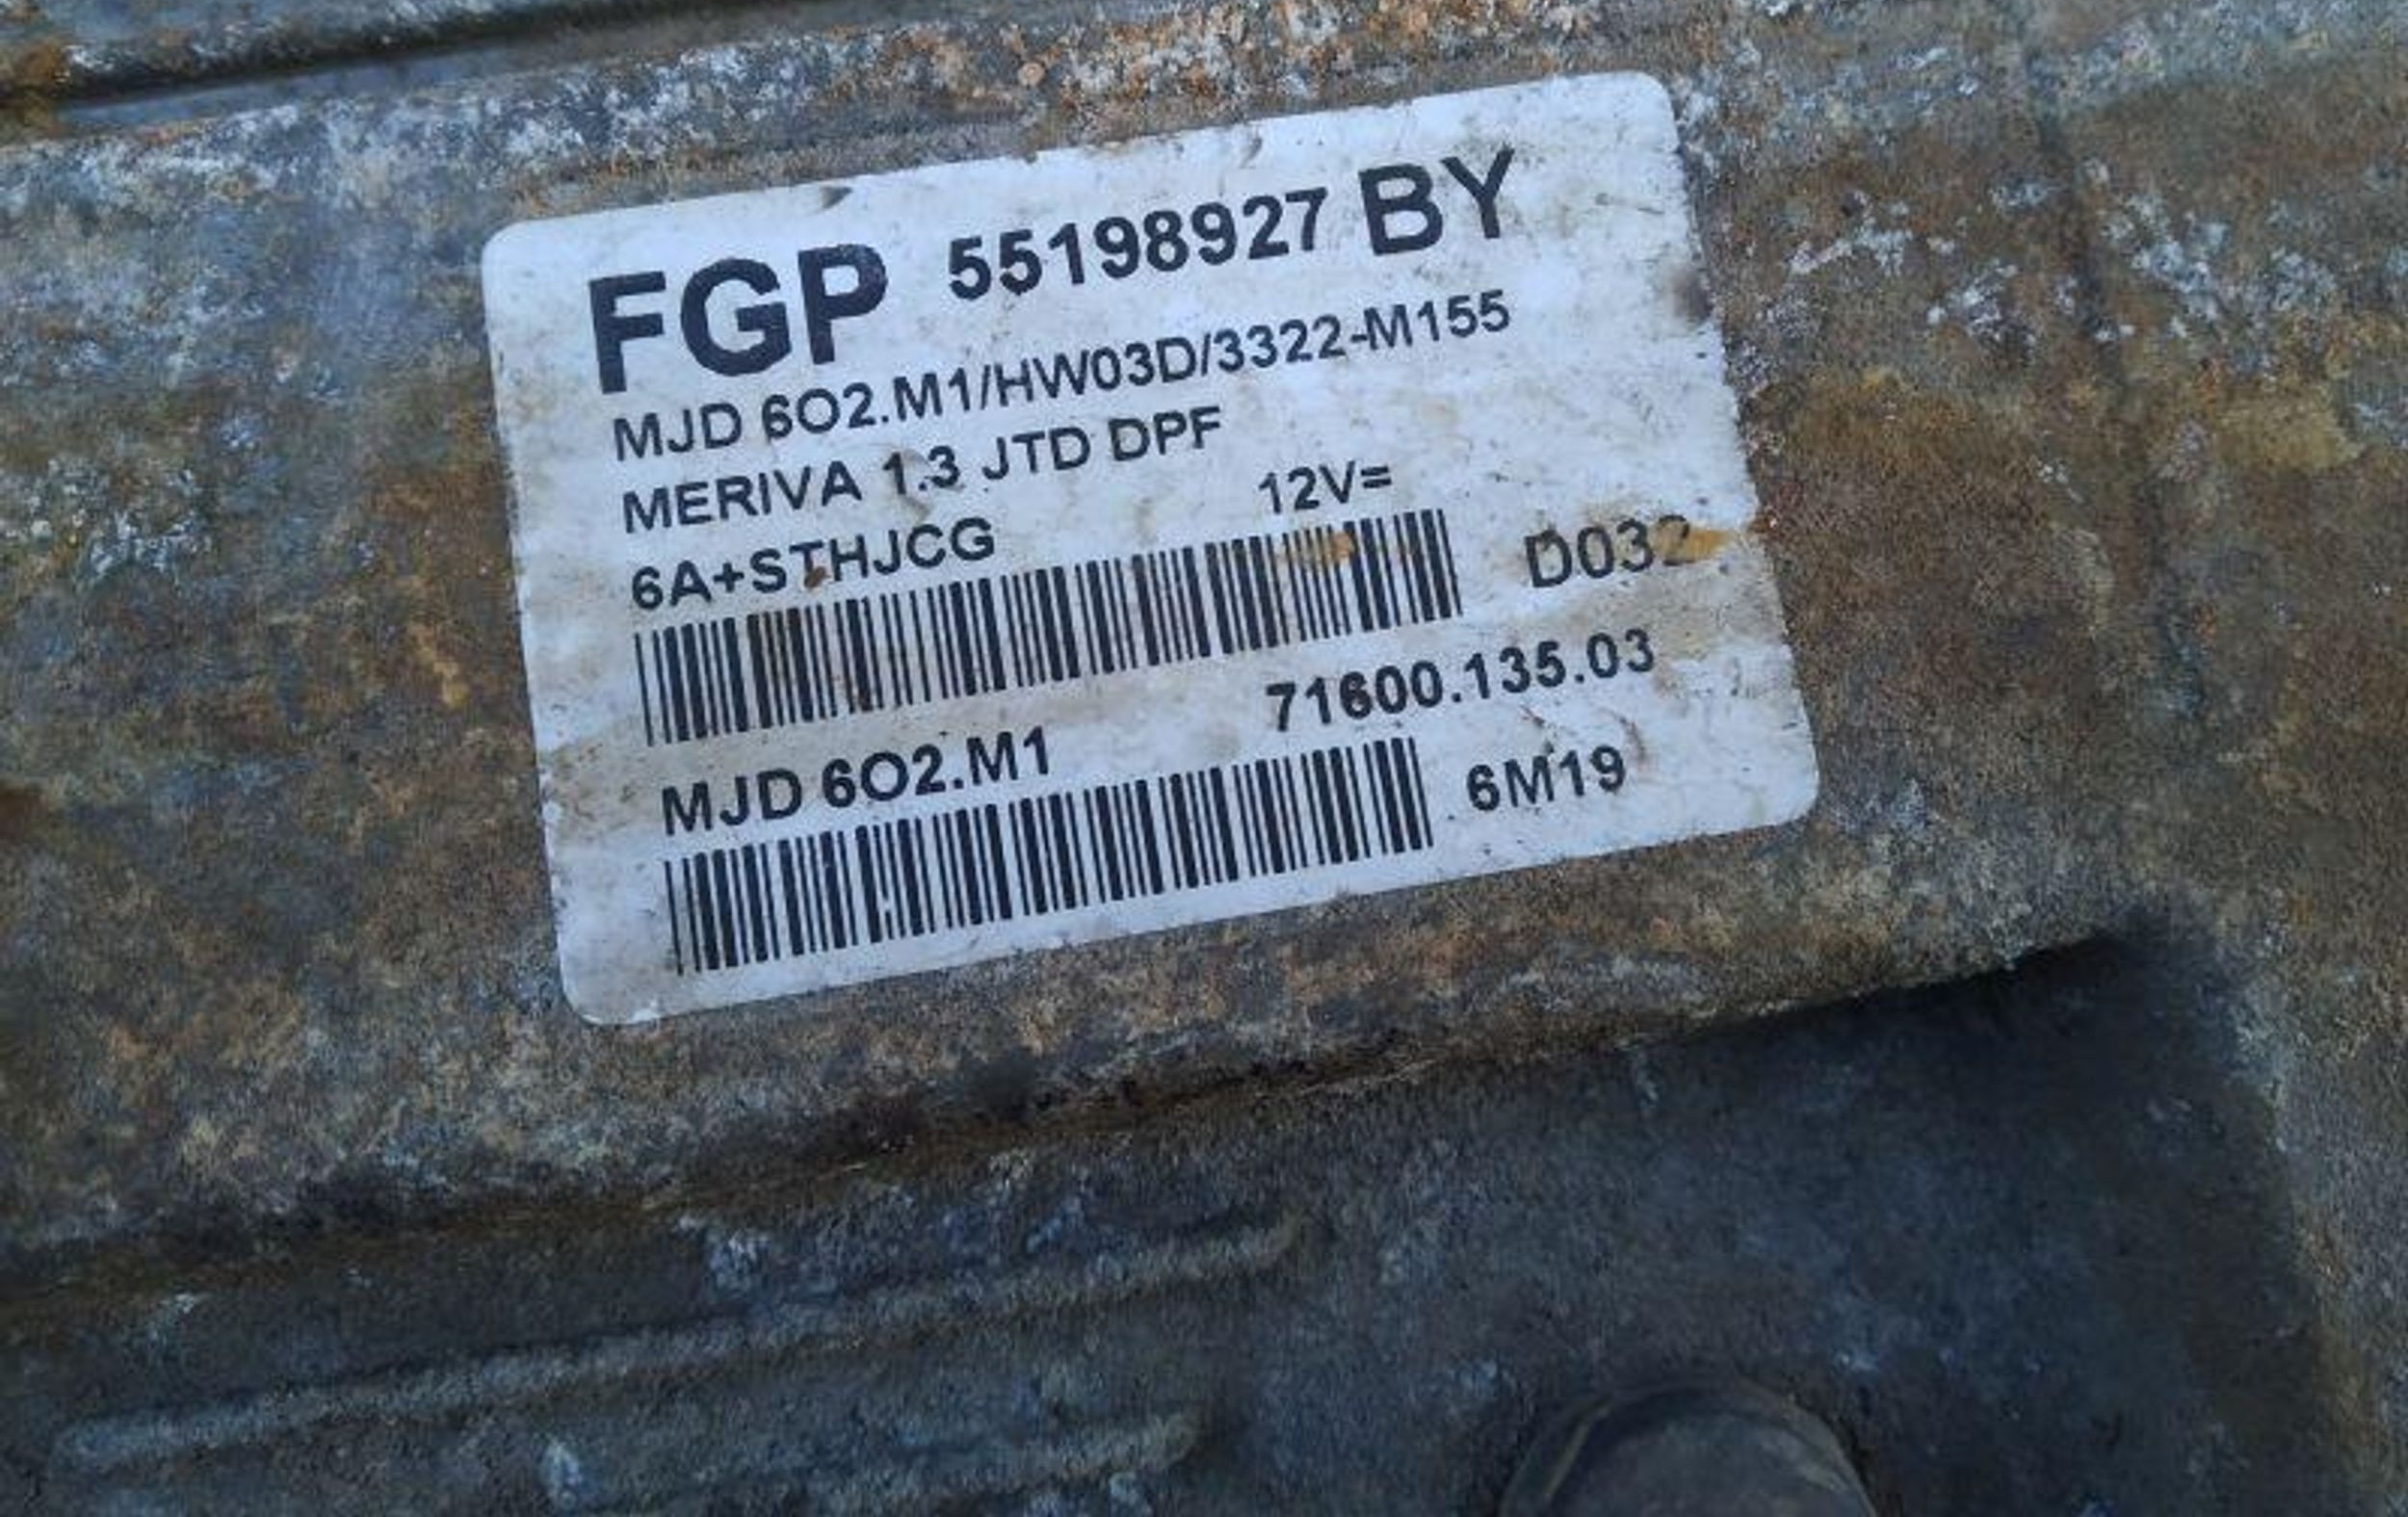 FGP 55198927 BY
MJD 6O2.M1/HW03D/3322-M155
MERIVA 1.3 JTD DPF
6A+STHJCG 12V=
D032
MJD 6O2.M1 71600.135.03
6M19